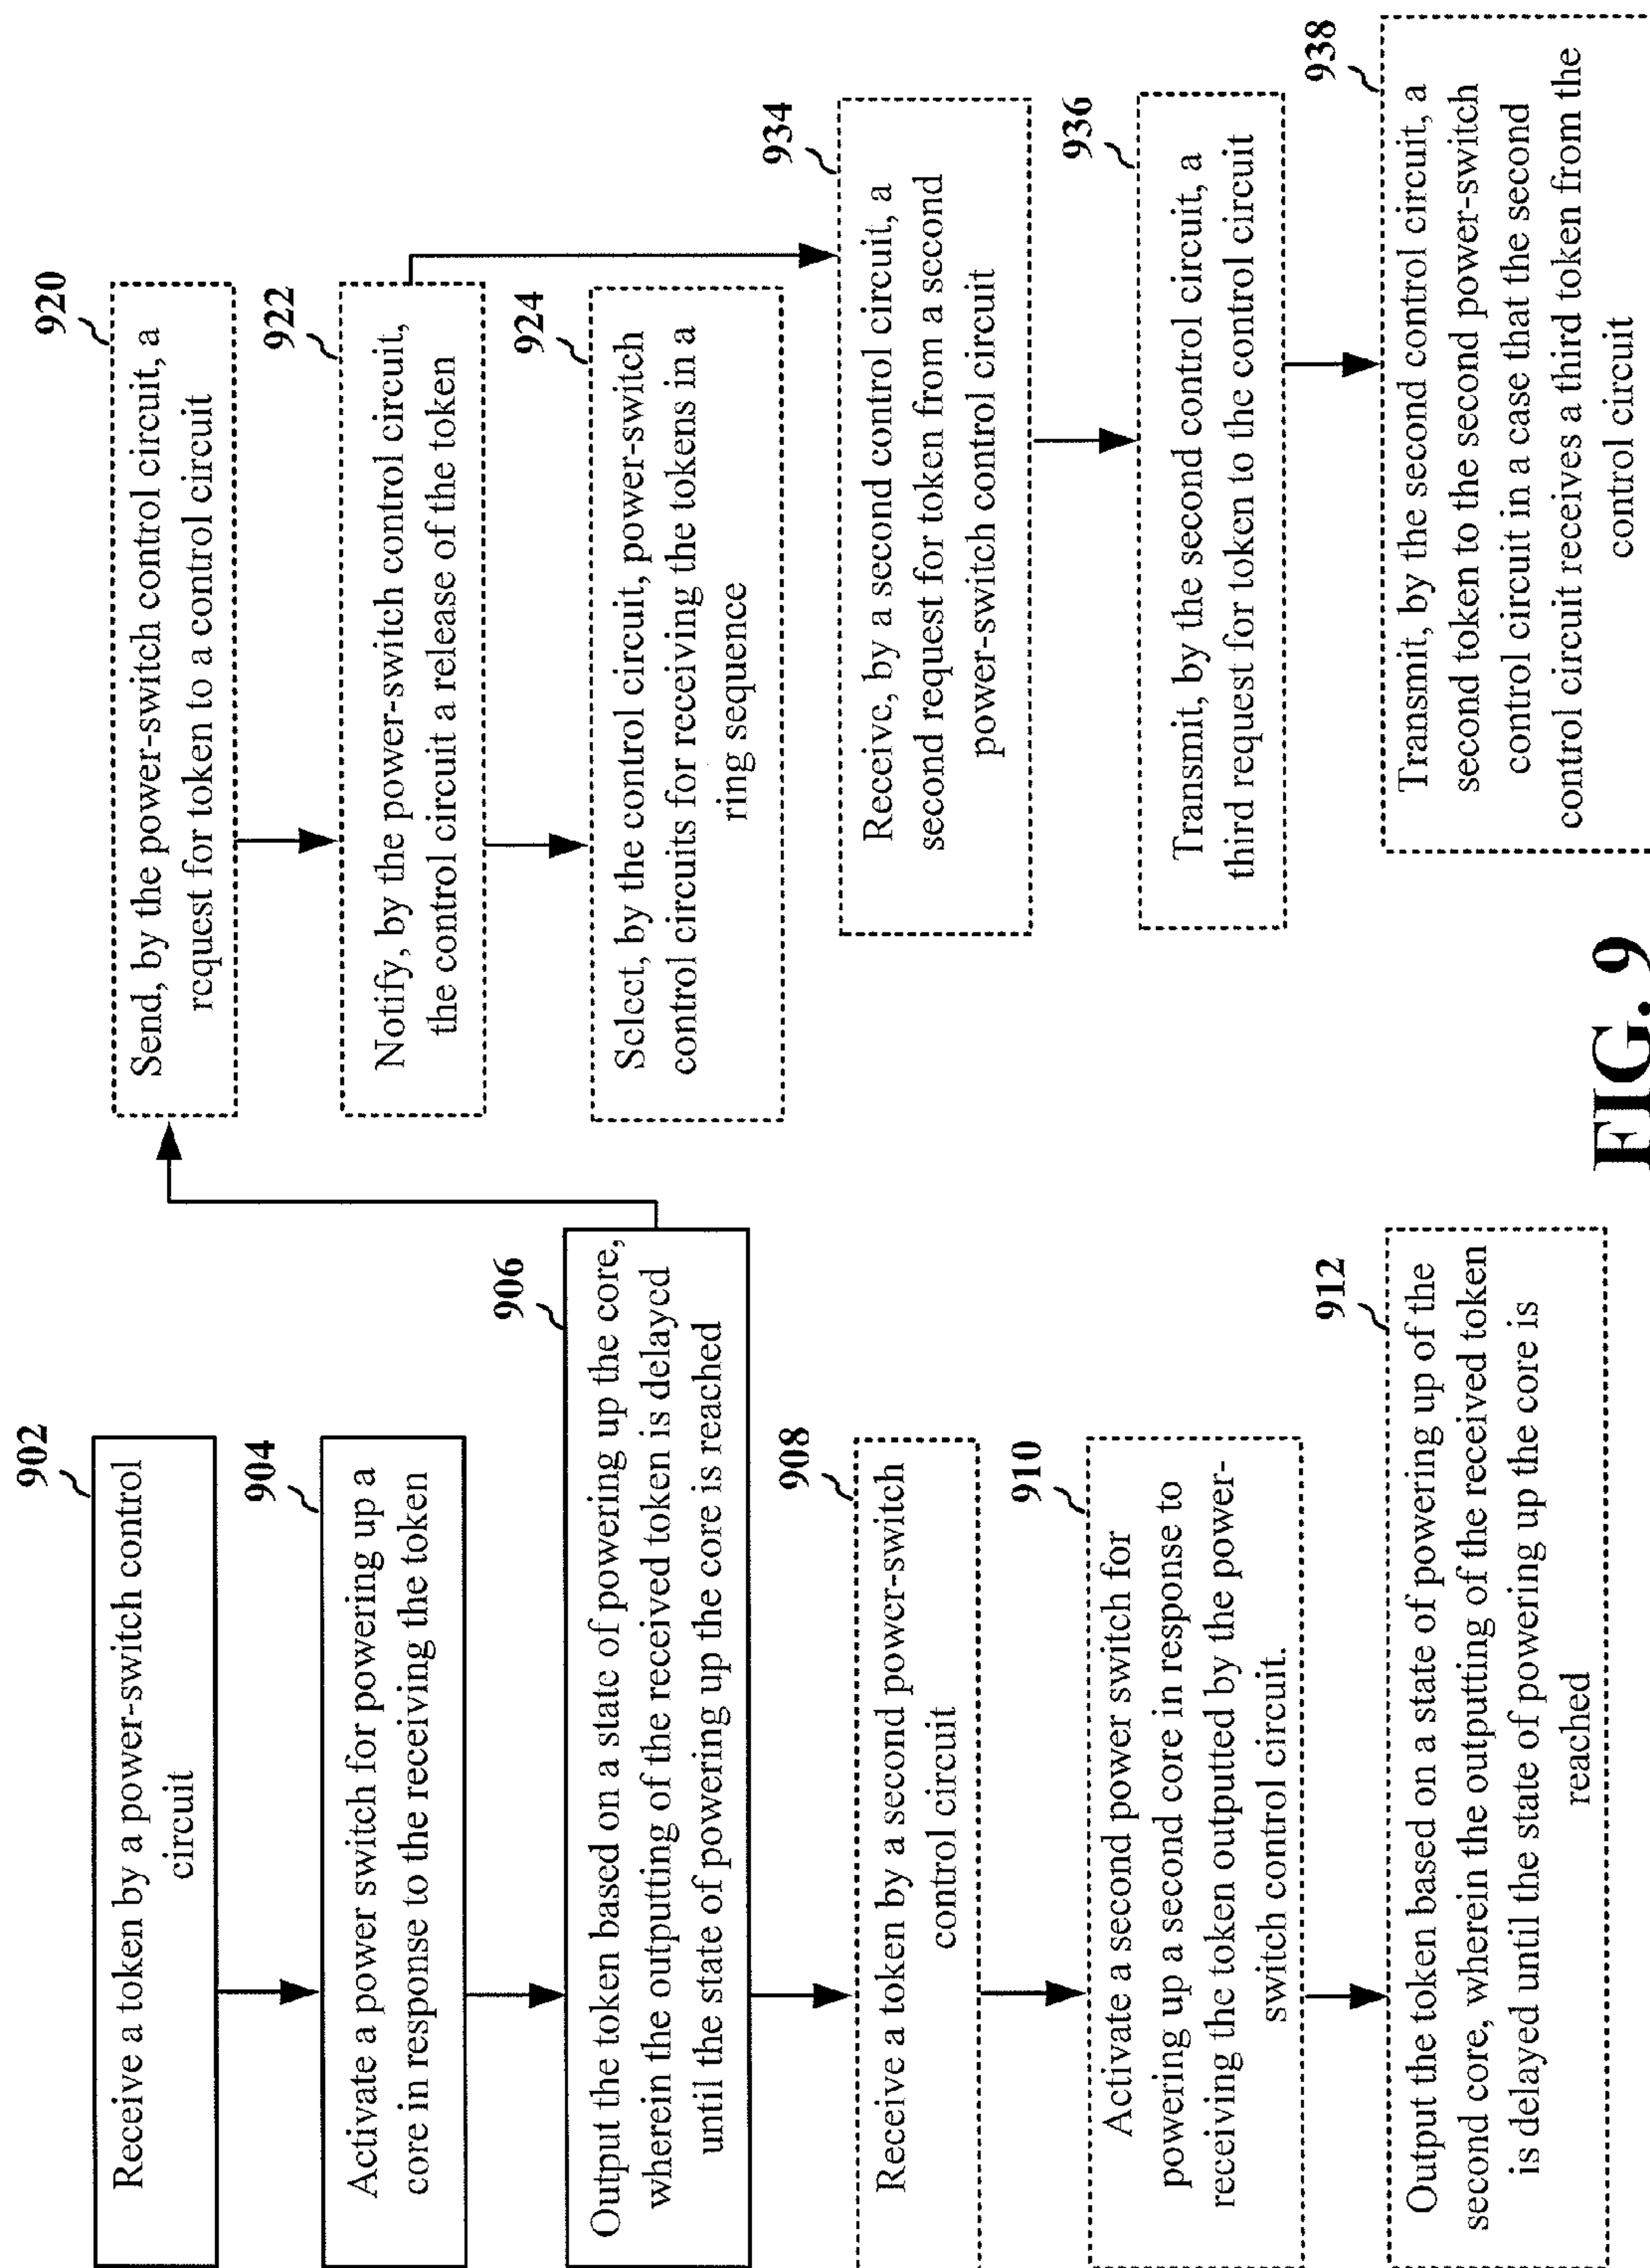 902
Receive a token by a power-switch control
circuit
904
Activate a power switch for powering up a
core in response to the receiving the token
906
Output the token based on a state of powering up the core,
wherein the outputting of the received token is delayed
until the state of powering up the core is reached
908
Receive a token by a second power-switch
control circuit
910
Activate a second power switch for
powering up a second core in response to
receiving the token outputted by the power-
switch control circuit.
912
Output the token based on a state of powering up of the
second core, wherein the outputting of the received token
is delayed until the state of powering up the core is
reached
920
Send, by the power-switch control circuit, a
request for token to a control circuit
922
Notify, by the power-switch control circuit,
the control circuit a release of the token
924
Select, by the control circuit, power-switch
control circuits for receiving the tokens in a
ring sequence
934
Receive, by a second control circuit, a
second request for token from a second
power-switch control circuit
936
Transmit, by the second control circuit, a
third request for token to the control circuit
938
Transmit, by the second control circuit, a
second token to the second power-switch
control circuit in a case that the second
control circuit receives a third token from the
control circuit
FIG. 9